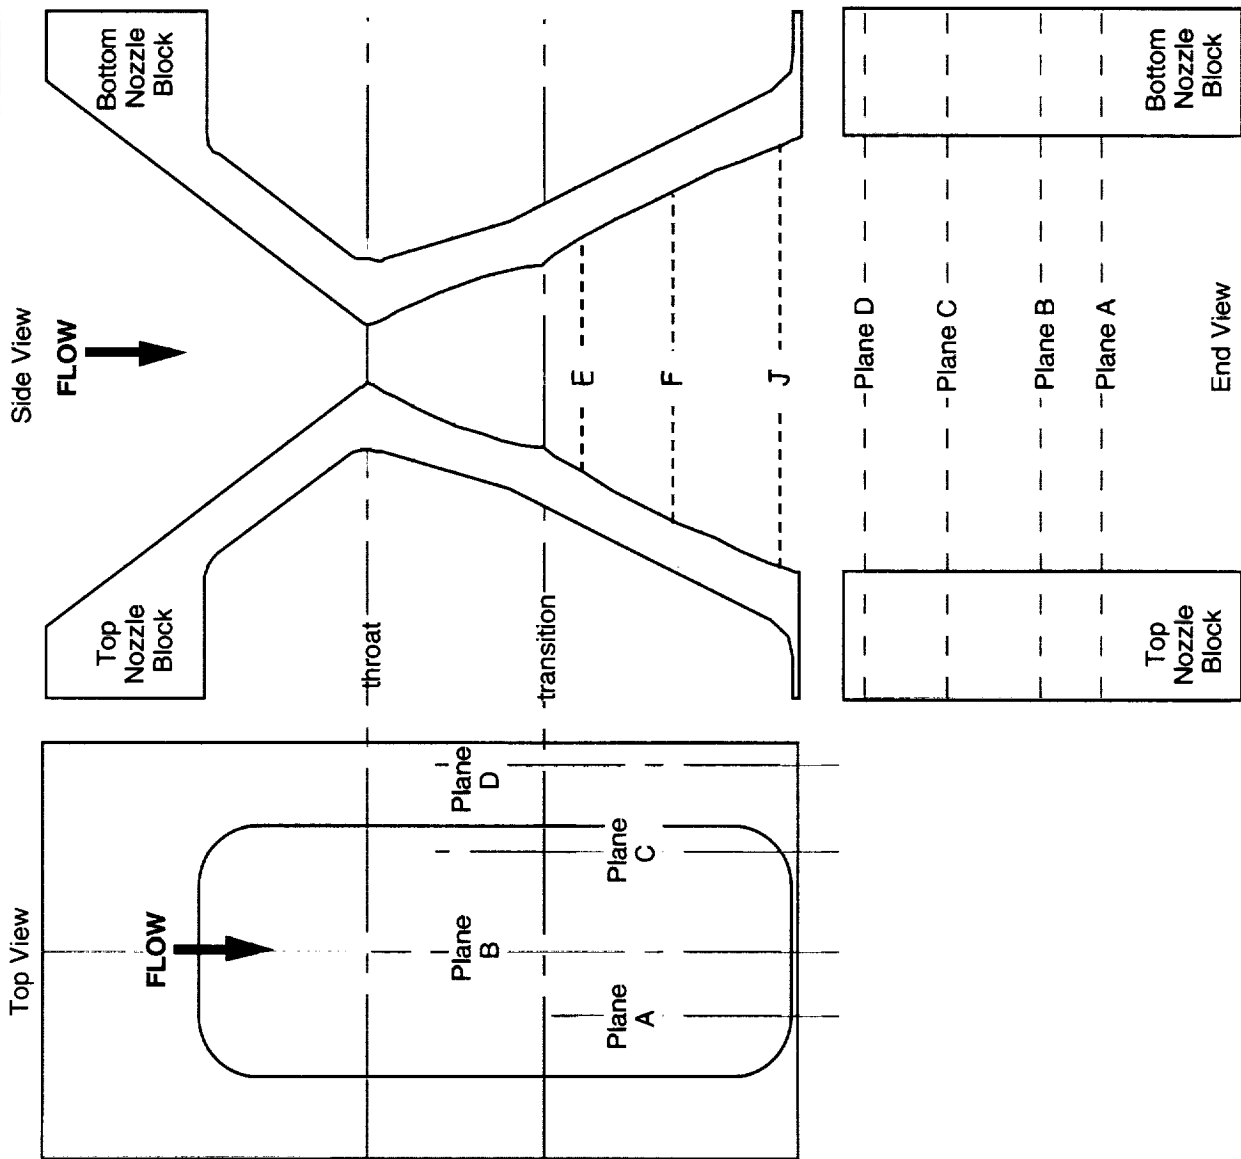 Top View
FLOW
Plane
A
Plane
B
Plane
C
Plane
D
Side View
FLOW
Top
Nozzle
Block
Bottom
Nozzle
Block
throat
transition
E
F
J
End View
Plane D
Plane C
Plane B
Plane A
Top
Nozzle
Block
Bottom
Nozzle
Block